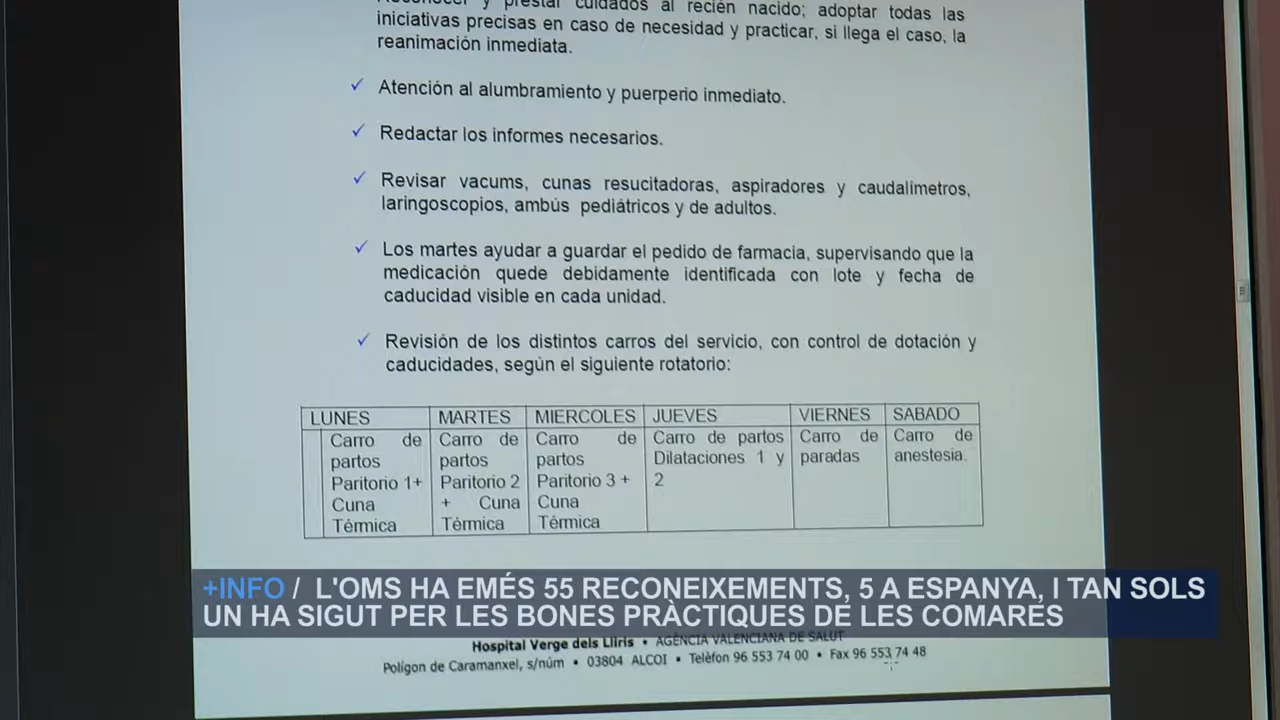 Reconocer y prestar cuidados al recién nacido; adoptar todas las
iniciativas precisas en caso de necesidad y practicar, si llega el caso, la
reanimación inmediata.
✓ Atención al alumbramiento y puerperio inmediato.
✓ Redactar los informes necesarios.
✓ Revisar vacums, cunas resucitadoras, aspiradores y caudalímetros,
laringoscopios, ambús pediátricos y de adultos.
✓ Los martes ayudar a guardar el pedido de farmacia, supervisando que la
medicación quede debidamente identificada con lote y fecha de
caducidad visible en cada unidad.
✓ Revisión de los distintos carros del servicio, con control de dotación y
caducidades, según el siguiente rotatorio:
LUNES MARTES MIERCOLES JUEVES VIERNES SABADO
Carro de Carro de Carro de Carro de partos Carro de Carro de
partos partos partos Dilataciones 1 y paradas anestesia.
Paritorio 1+ Paritorio 2 Paritorio 3 + 2
Cuna + Cuna Cuna
Térmica Térmica Térmica
+INFO / L'OMS HA EMÉS 55 RECONEIXEMENTS, 5 A ESPANYA, I TAN SOLS
UN HA SIGUT PER LES BONES PRÀCTIQUES DE LES COMARES
Hospital Verge dels Lliris • AGÈNCIA VALENCIANA DE SALUT
Polígon de Caramanxel, s/núm • 03804 ALCOI • Telèfon 96 553 74 00 • Fax 96 553 74 48